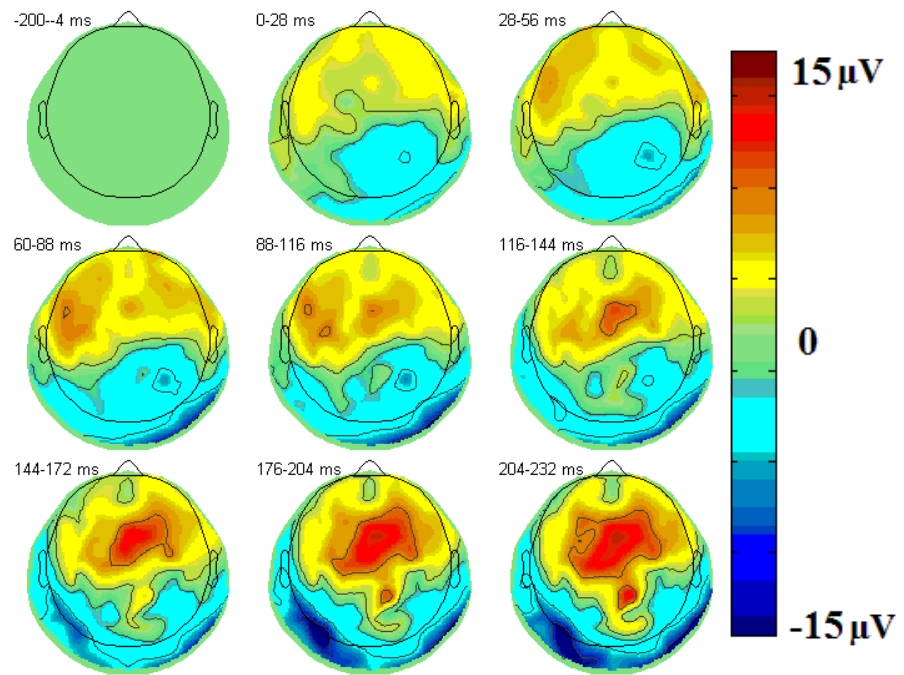 -200--4 ms
0-28 ms
28-56 ms
15 μV
60-88 ms
88-116 ms
116-144 ms
0
144-172 ms
176-204 ms
204-232 ms
-15 μV